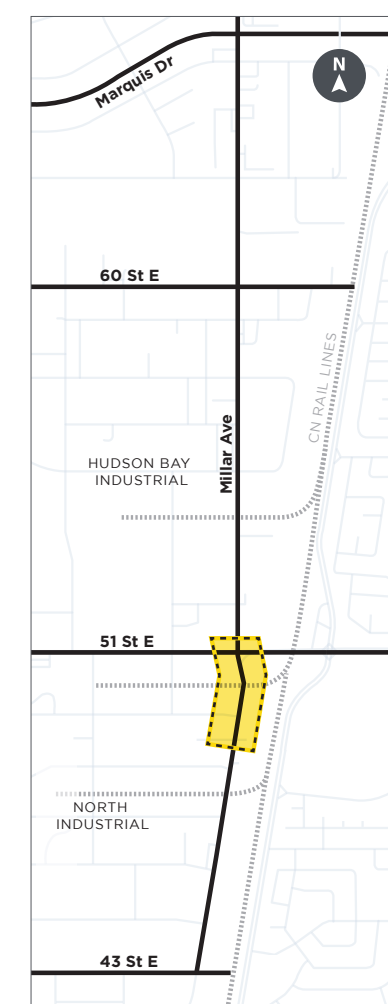 N
Marquis Dr
60 St E
CN RAIL LINES
Millar Ave
HUDSON BAY
INDUSTRIAL
51 St E
NORTH
INDUSTRIAL
43 St E